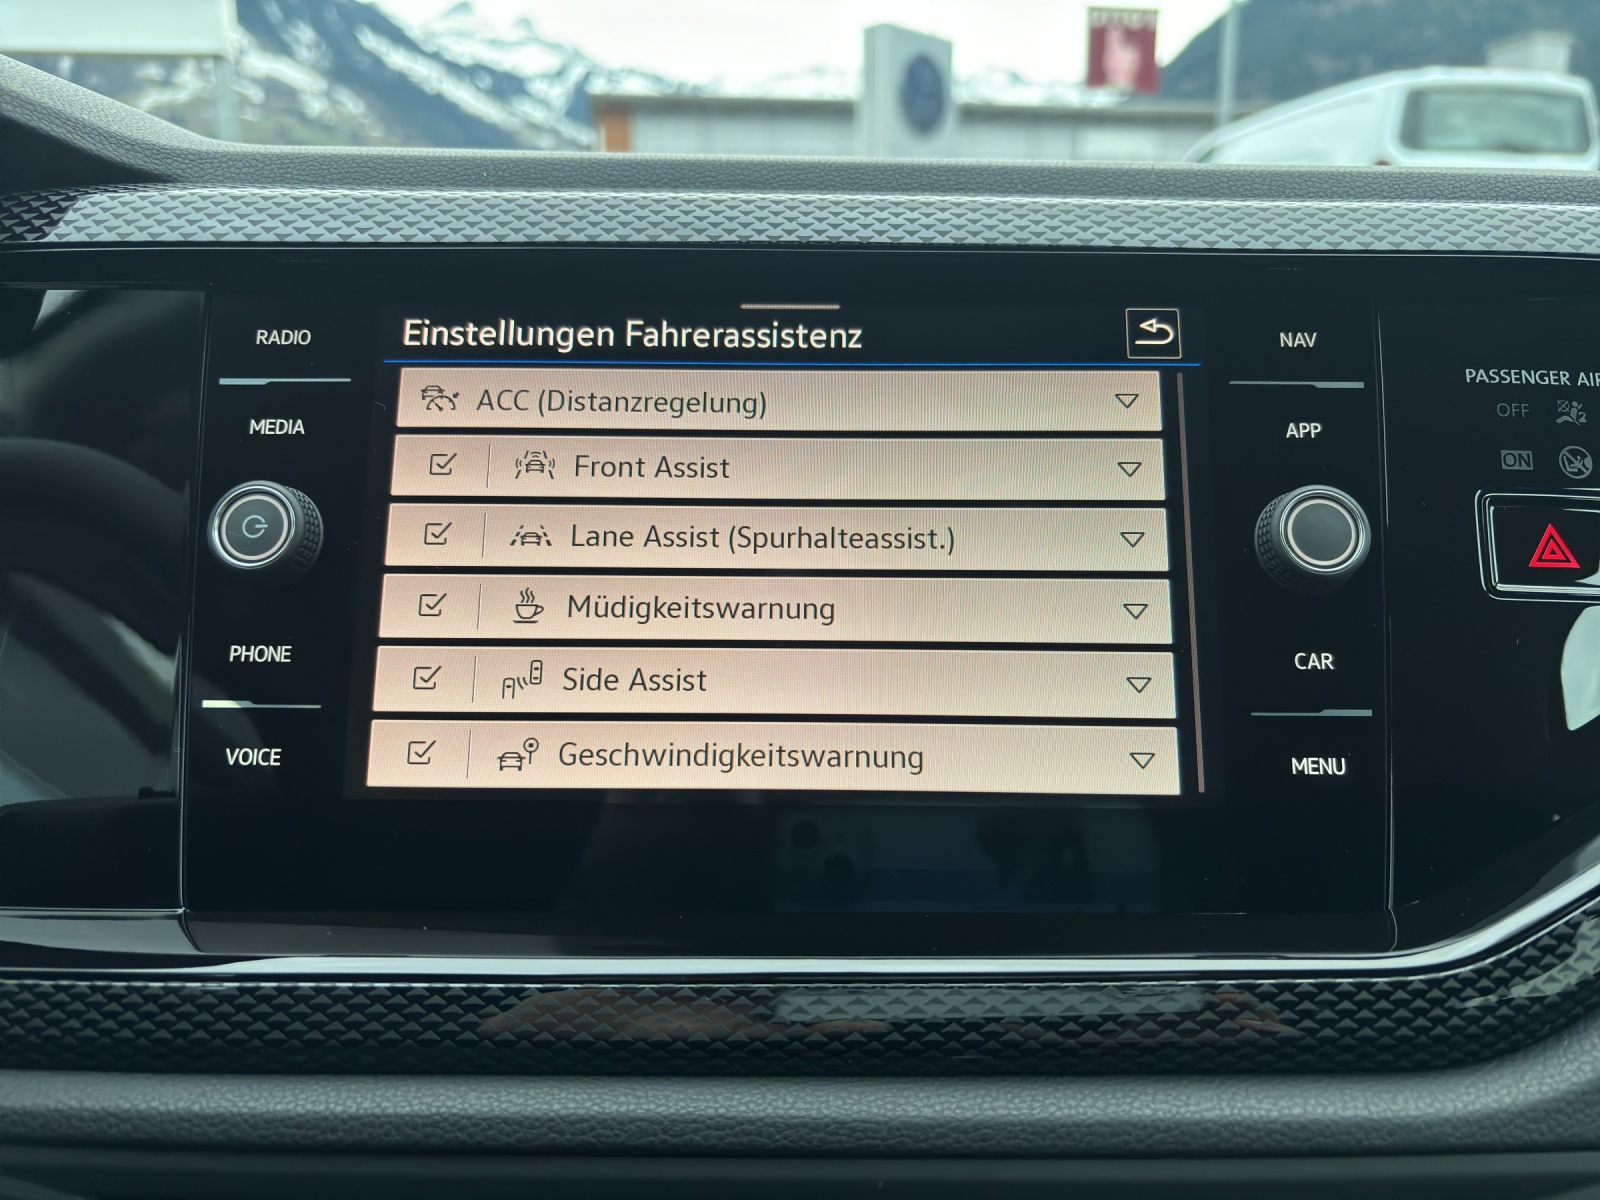 RADIO
MEDIA
PHONE
VOICE
Einstellungen Fahrerassistenz
ACC (Distanzregelung)
Front Assist
Lane Assist (Spurhalteassist.)
Müdigkeitswarnung
Side Assist
Geschwindigkeitswarnung
NAV
APP
CAR
MENU
PASSENGER
OFF
ON